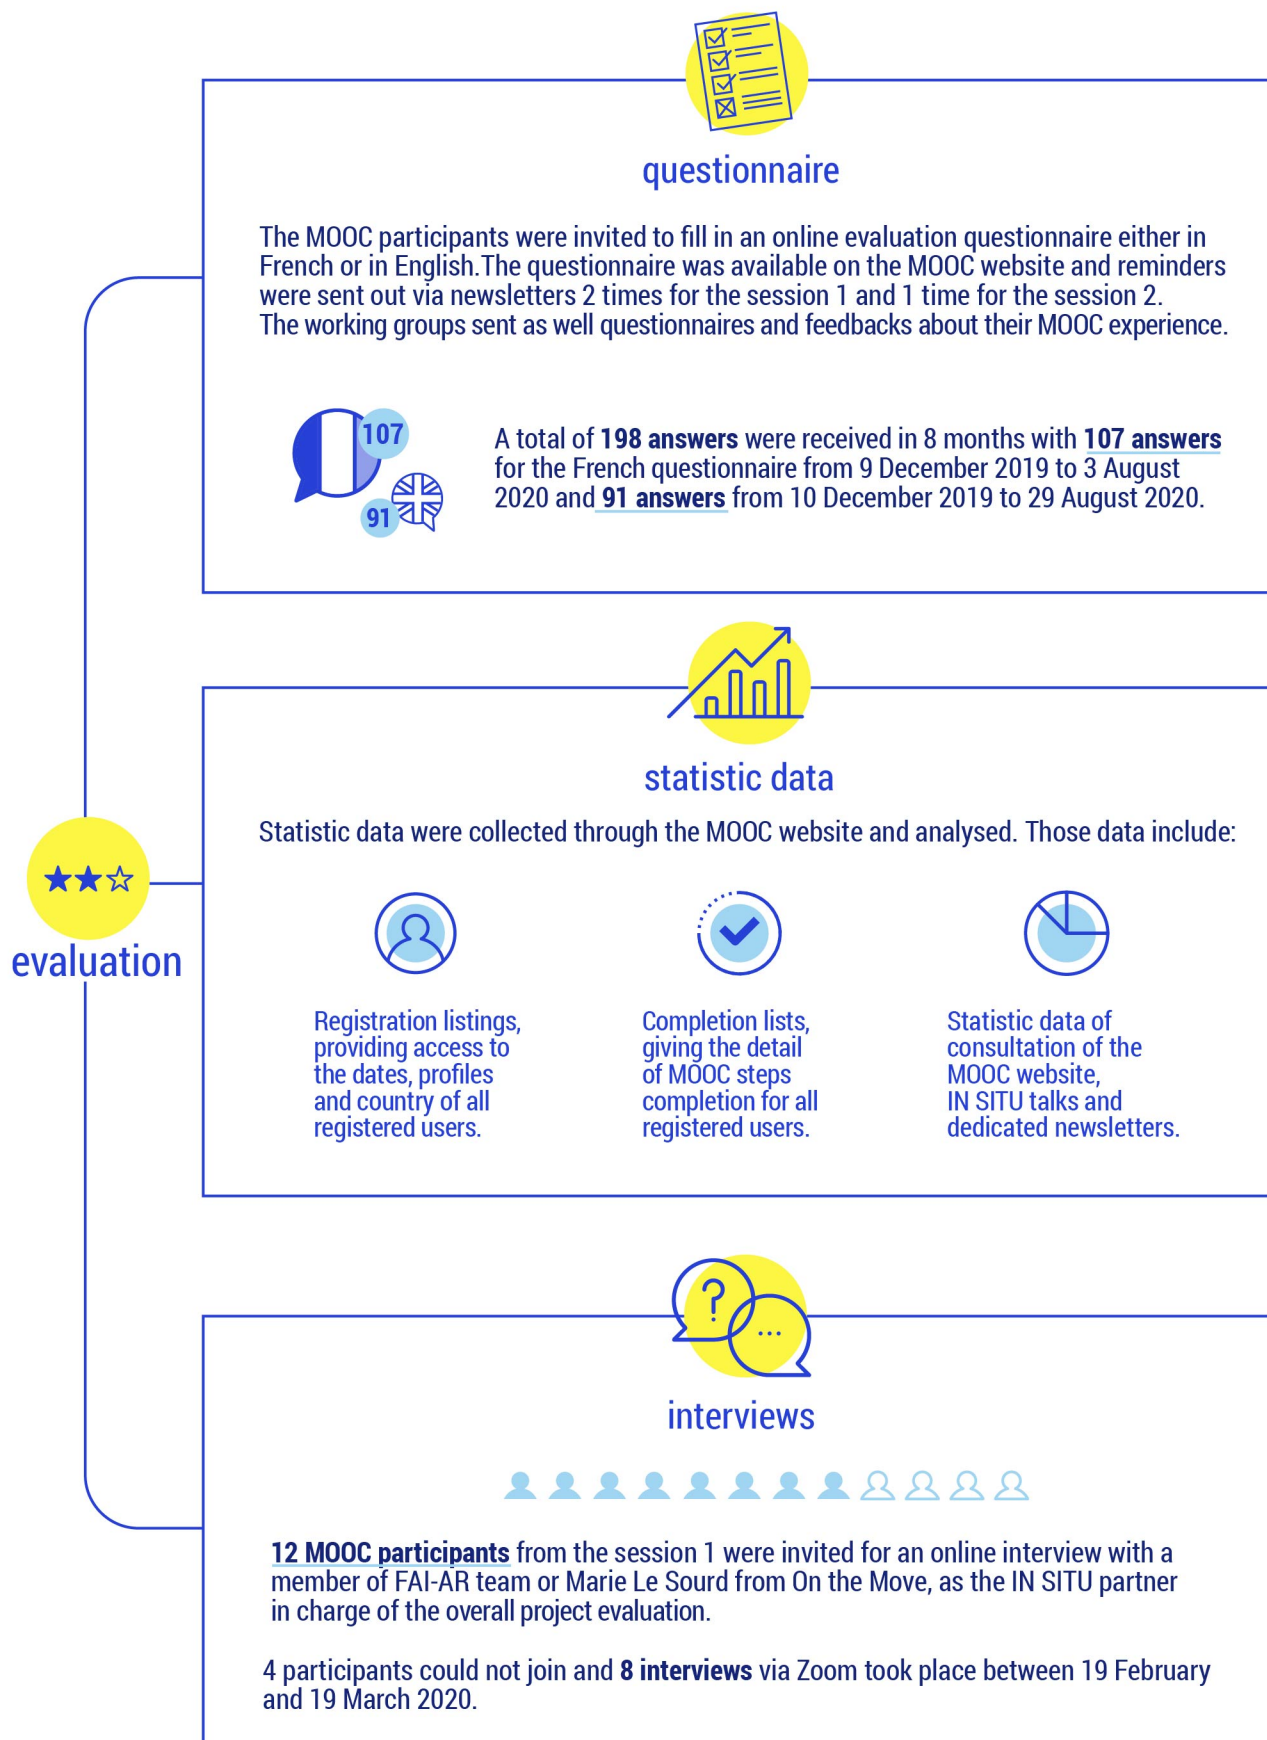 questionnaire
The MOOC participants were invited to fill in an online evaluation questionnaire either in
French or in English.The questionnaire was available on the MOOC website and reminders
were sent out via newsletters 2 times for the session 1 and 1 time for the session 2.
The working groups sent as well questionnaires and feedbacks about their MOOC experience.
107
91
A total of 198 answers were received in 8 months with 107 answers
for the French questionnaire from 9 December 2019 to 3 August
2020 and 91 answers from 10 December 2019 to 29 August 2020.
statistic data
Statistic data were collected through the MOOC website and analysed. Those data include:
evaluation
Registration listings,
providing access to
the dates, profiles
and country of all
registered users.
Completion lists,
giving the detail
of MOOC steps
completion for all
registered users.
Statistic data of
consultation of the
MOOC website,
IN SITU talks and
dedicated newsletters.
?
...
interviews
12 MOOC participants from the session 1 were invited for an online interview with a
member of FAI-AR team or Marie Le Sourd from On the Move, as the IN SITU partner
in charge of the overall project evaluation.
4 participants could not join and 8 interviews via Zoom took place between 19 February
and 19 March 2020.